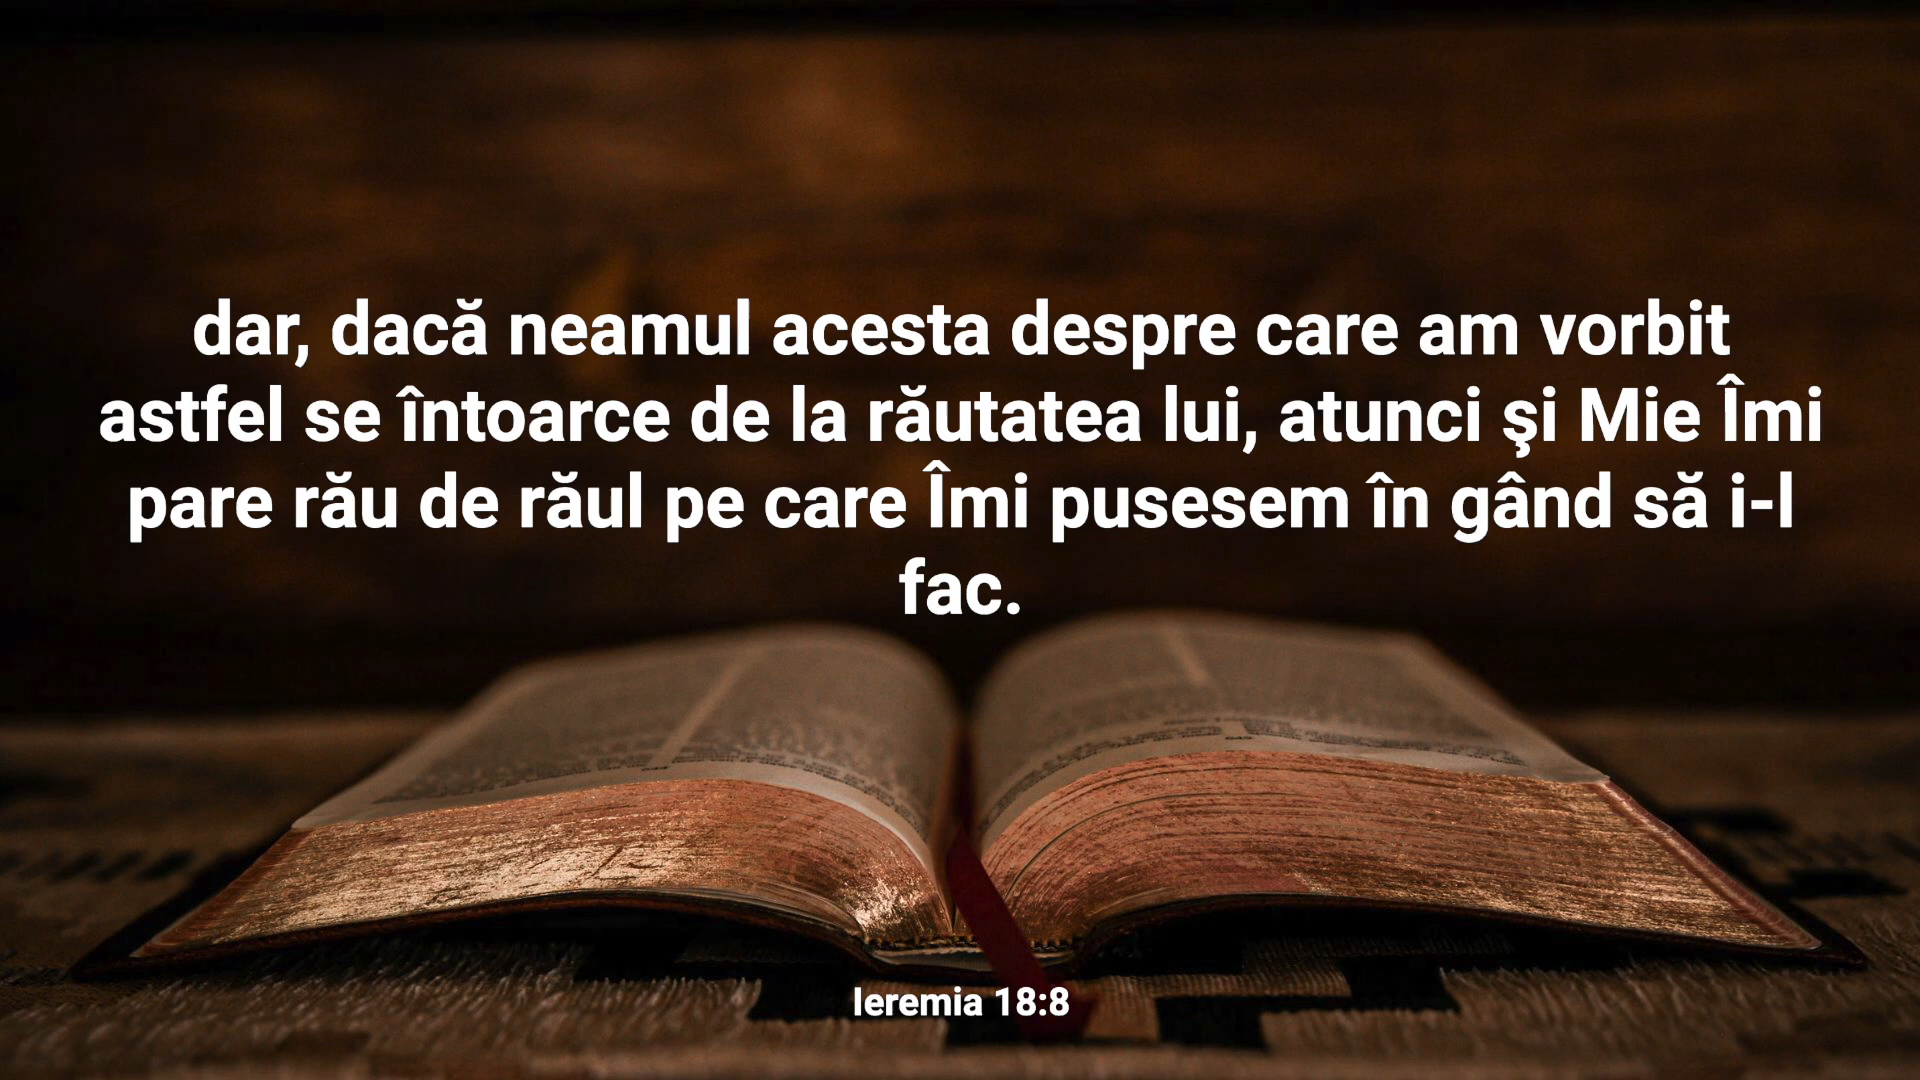 dar, dacă neamul acesta despre care am vorbit
astfel se întoarce de la răutatea lui, atunci şi Mie Îmi
pare rău de răul pe care Îmi pusesem în gând să i-l
fac.
Ieremia 18:8